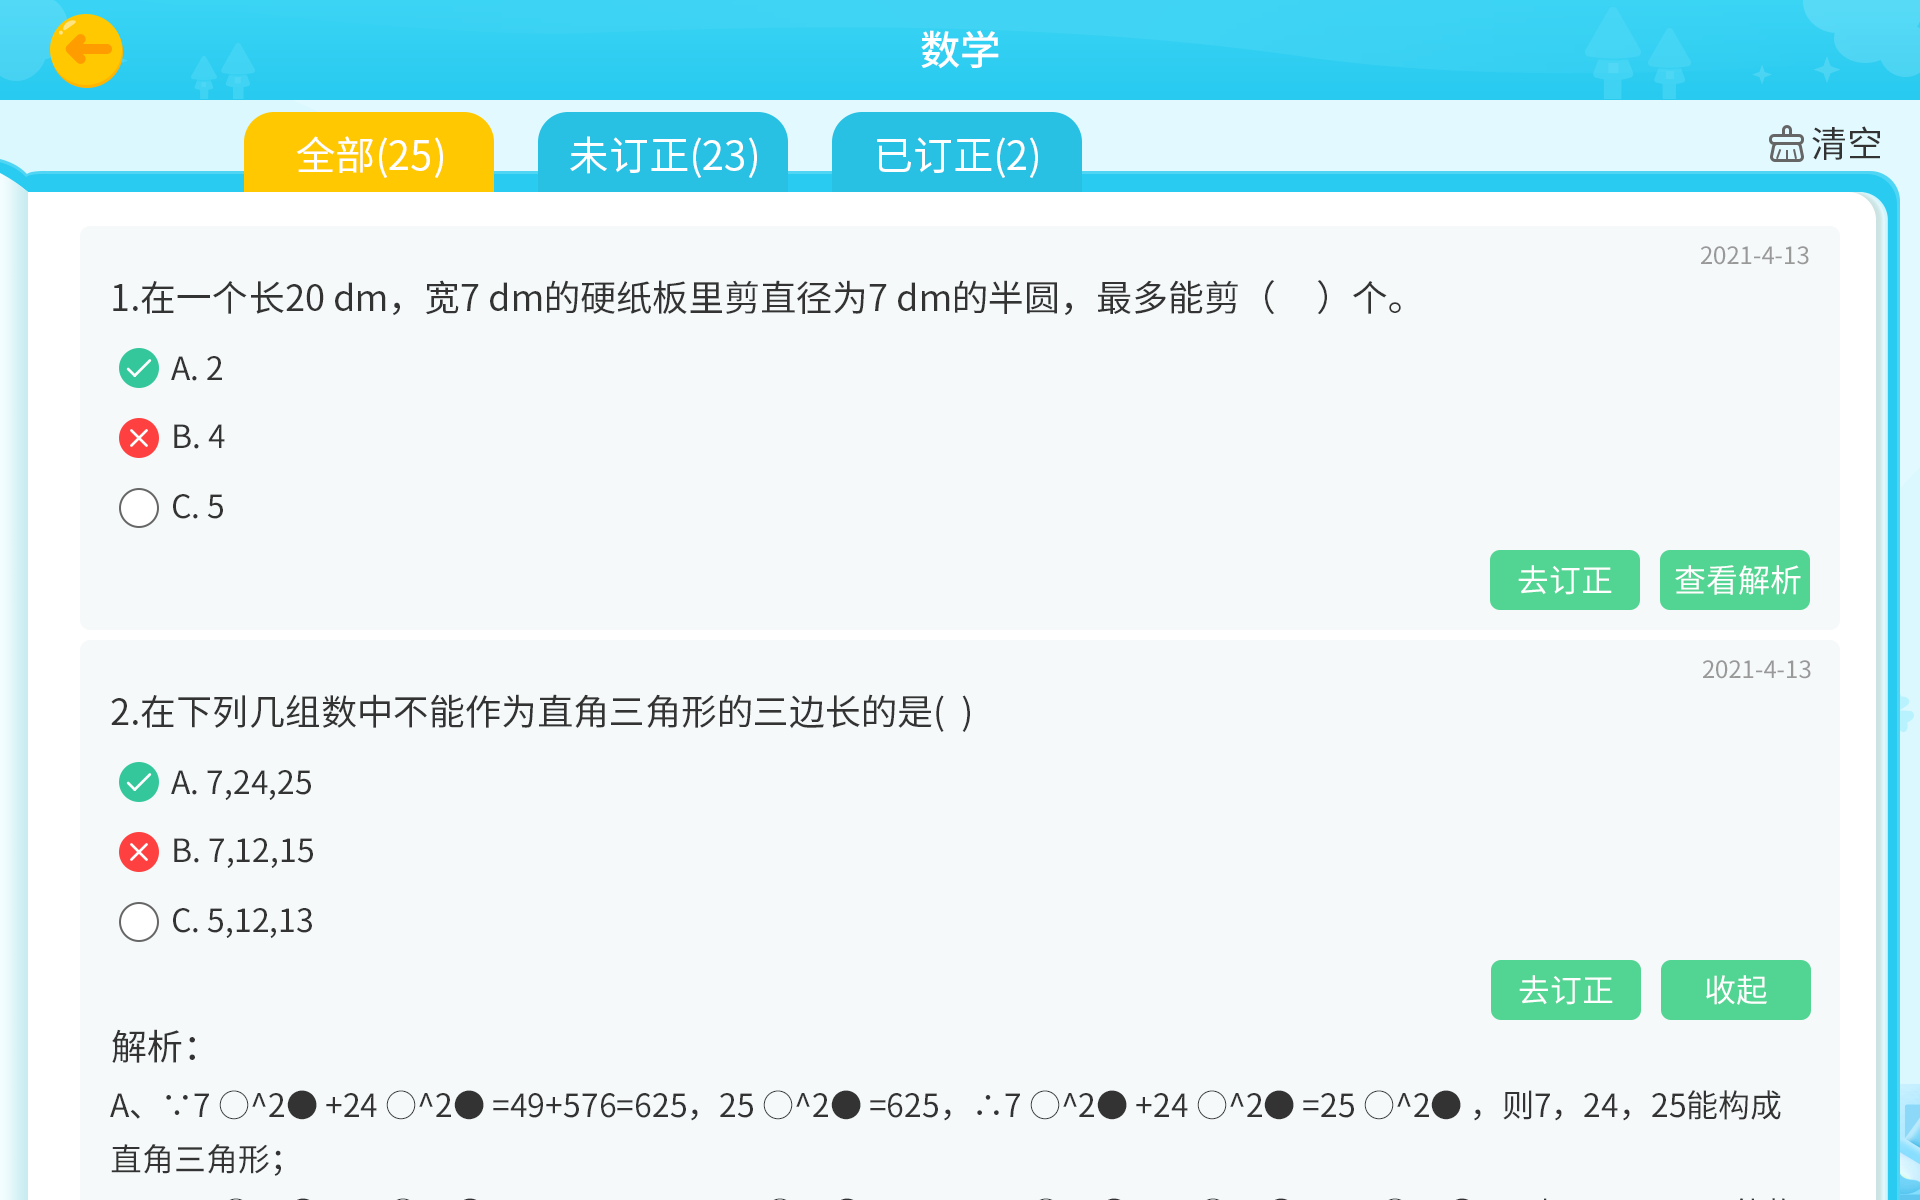 数学
全部(25)
未订正(23)
已订正(2)
清空
2021-4-13
1.在一个长20 dm，宽7 dm的硬纸板里剪直径为7 dm的半圆，最多能剪（　）个。
A. 2
B. 4
C. 5
去订正
查看解析
2021-4-13
2.在下列几组数中不能作为直角三角形的三边长的是( )
A. 7,24,25
B. 7,12,15
C. 5,12,13
去订正
收起
解析：
A、∵7 ○^2● +24 ○^2● =49+576=625，25 ○^2● =625，∴7 ○^2● +24 ○^2● =25 ○^2● ，则7，24，25能构成
直角三角形；